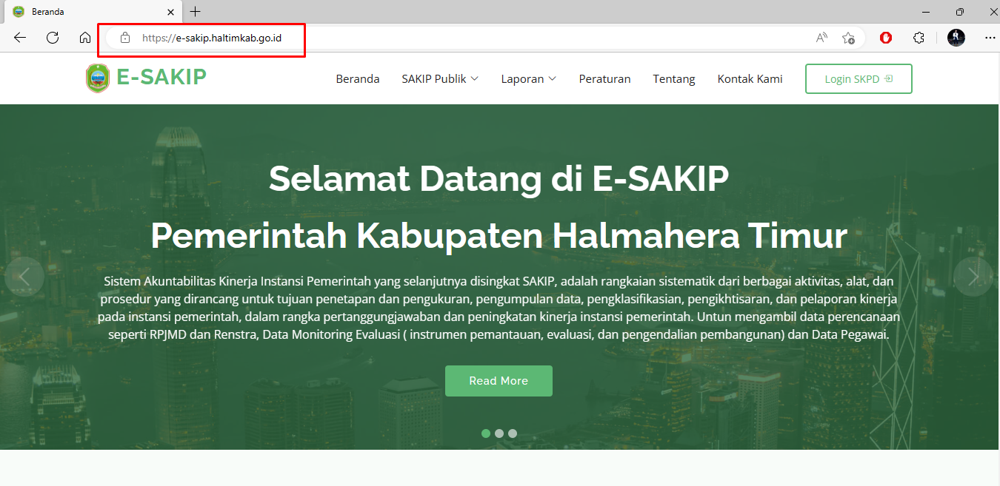 Beranda
https://e-sakip.haltimkab.go.id
E-SAKIP
Beranda
SAKIP Publik
Laporan
Peraturan
Tentang
Kontak Kami
Login SKPD
Selamat Datang di E-SAKIP
Pemerintah Kabupaten Halmahera Timur
Sistem Akuntabilitas Kinerja Instansi Pemerintah yang selanjutnya disingkat SAKIP, adalah rangkaian sistematik dari berbagai aktivitas, alat, dan
prosedur yang dirancang untuk tujuan penetapan dan pengukuran, pengumpulan data, pengklasifikasian, pengikhtisaran, dan pelaporan kinerja
pada instansi pemerintah, dalam rangka pertanggungjawaban dan peningkatan kinerja instansi pemerintah. Untun mengambil data perencanaan
seperti RPJMD dan Renstra, Data Monitoring Evaluasi ( instrumen pemantauan, evaluasi, dan pengendalian pembangunan) dan Data Pegawai.
Read More